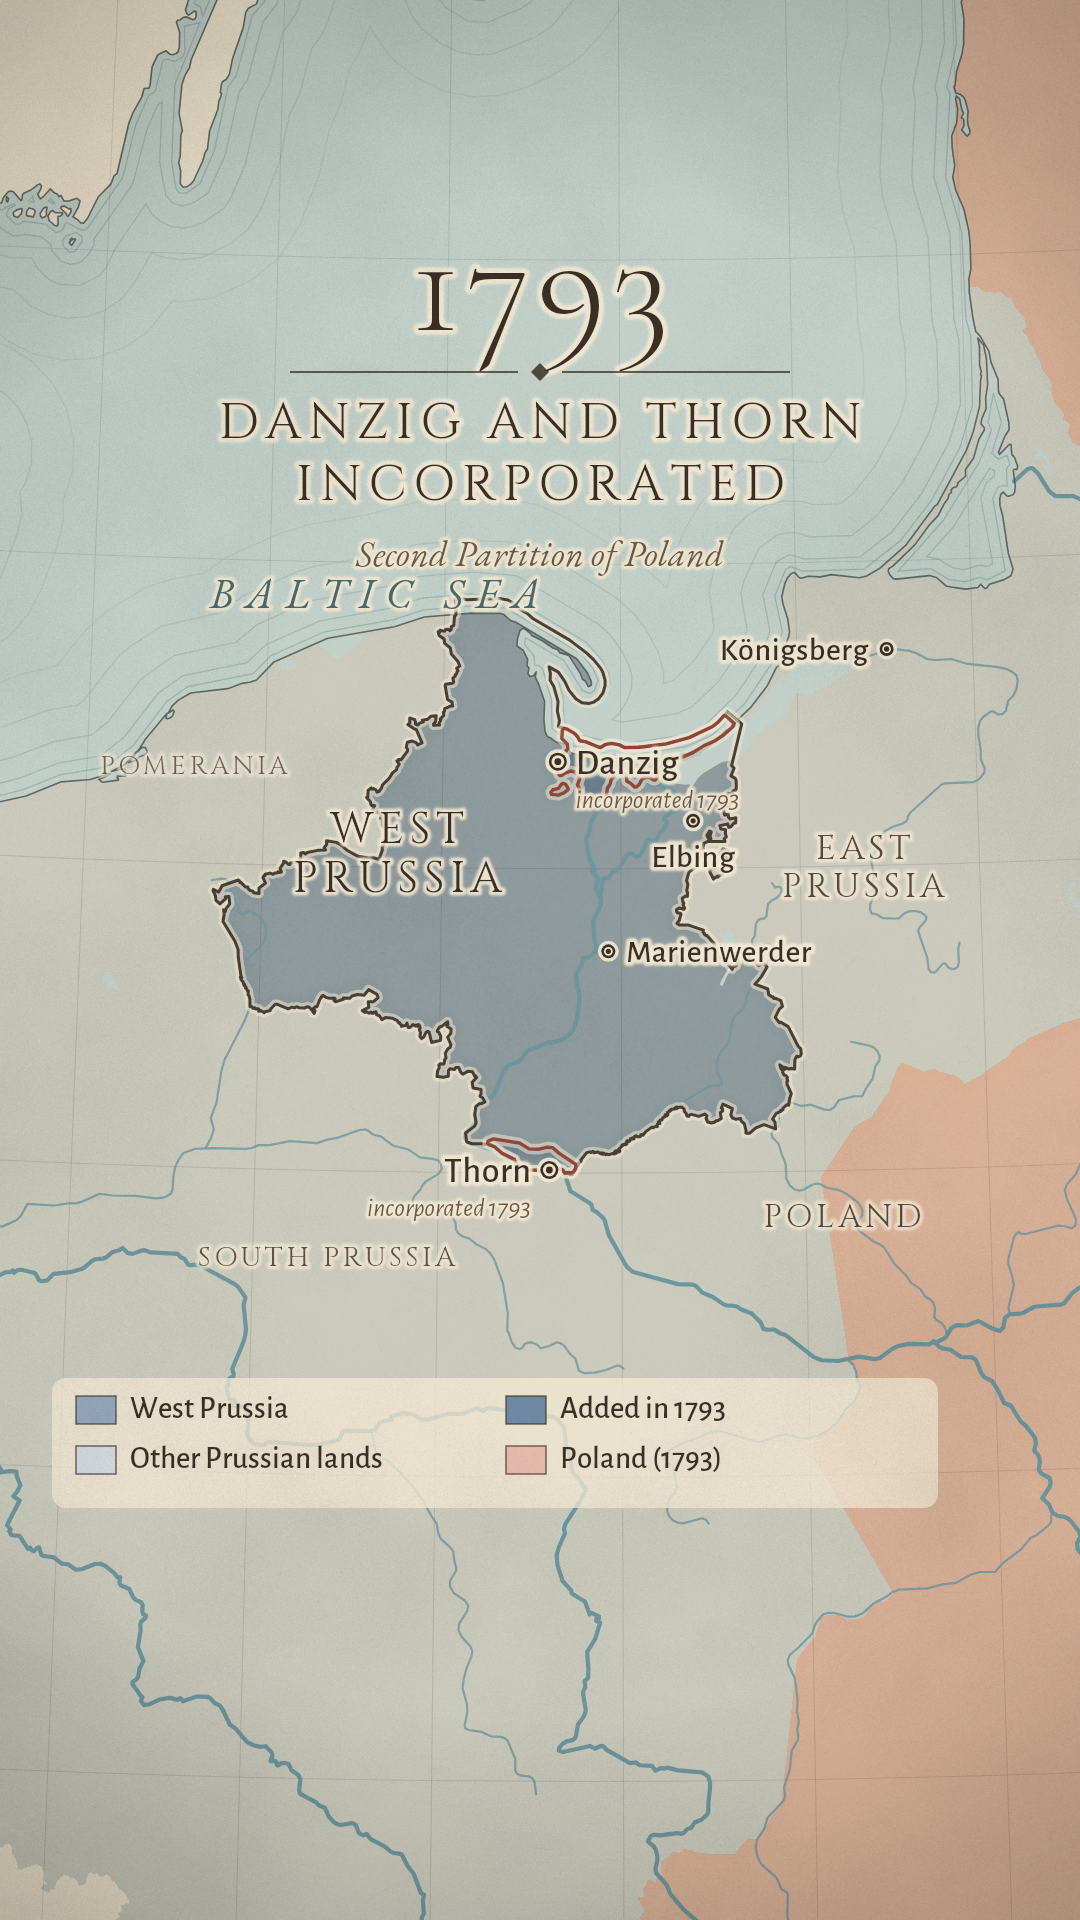 1793
DANZIG AND THORN
INCORPORATED
Second Partition of Poland
BALTIC SEA
Königsberg
POMERANIA
Danzig
incorporated 1793
WEST
PRUSSIA
Elbing
EAST
PRUSSIA
Marienwerder
Thorn
incorporated 1793
POLAND
SOUTH PRUSSIA
West Prussia
Added in 1793
Other Prussian lands
Poland (1793)